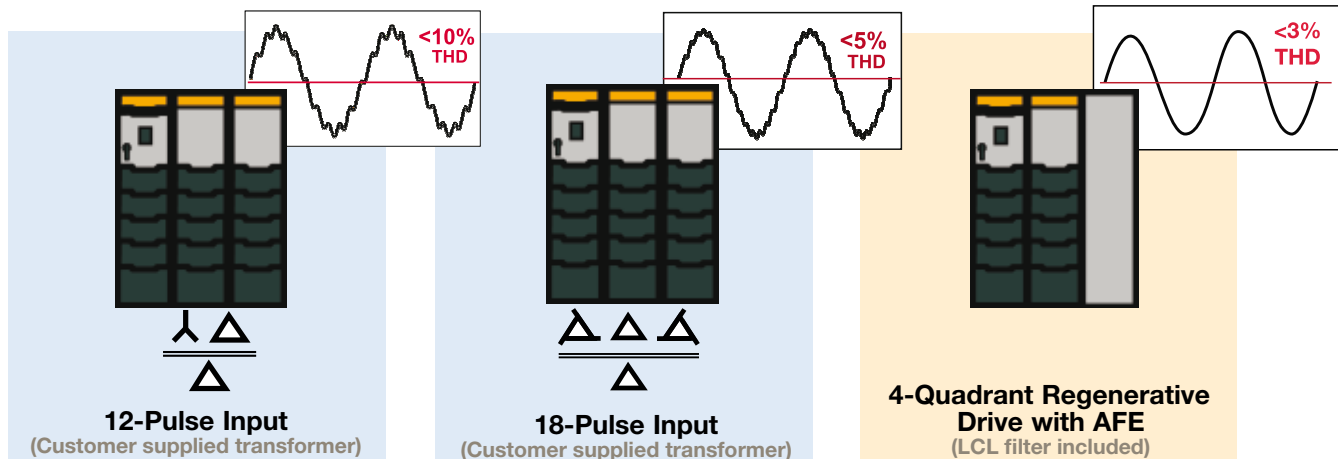 <10%
THD
<5%
THD
<3%
THD
12-Pulse Input
(Customer supplied transformer)
18-Pulse Input
(Customer supplied transformer)
4-Quadrant Regenerative
Drive with AFE
(LCL filter included)